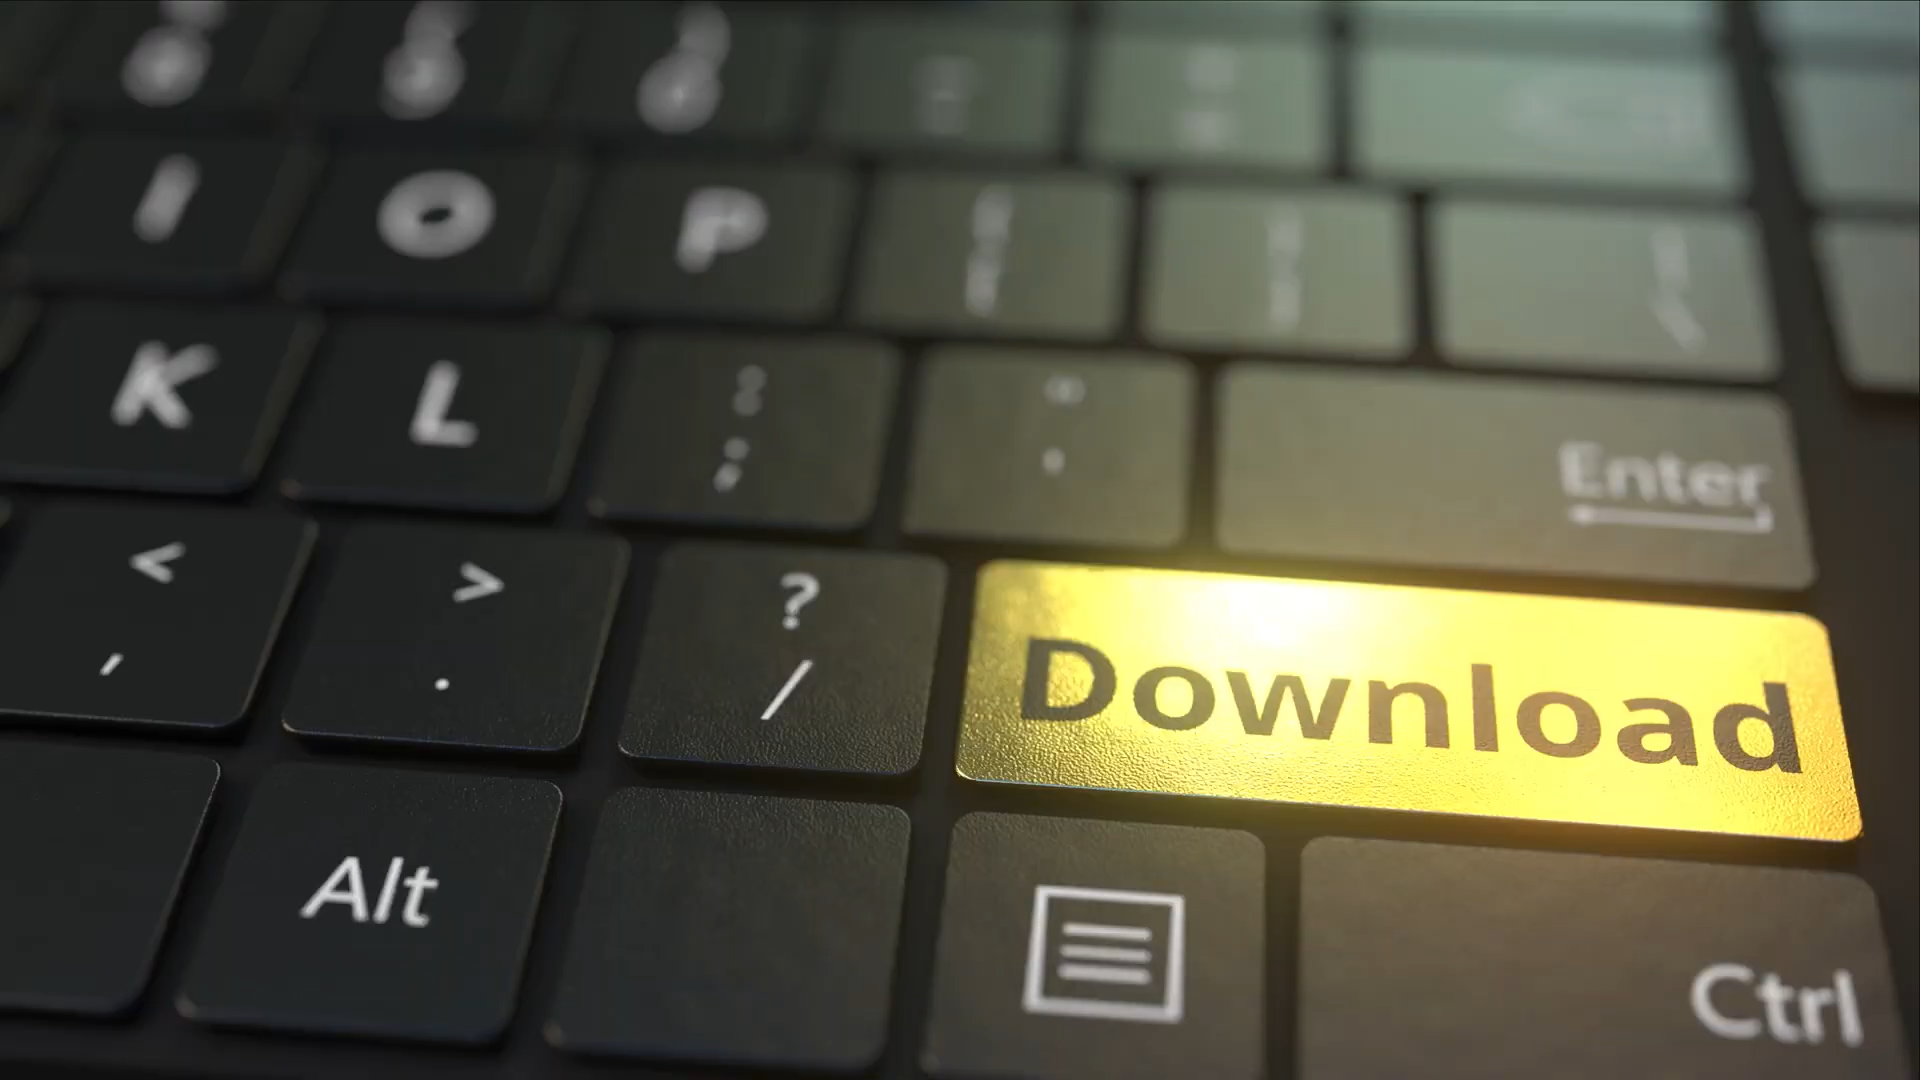 I O P
K L : ; " '
Enter
< , > . ? /
Download
Alt
Ctrl